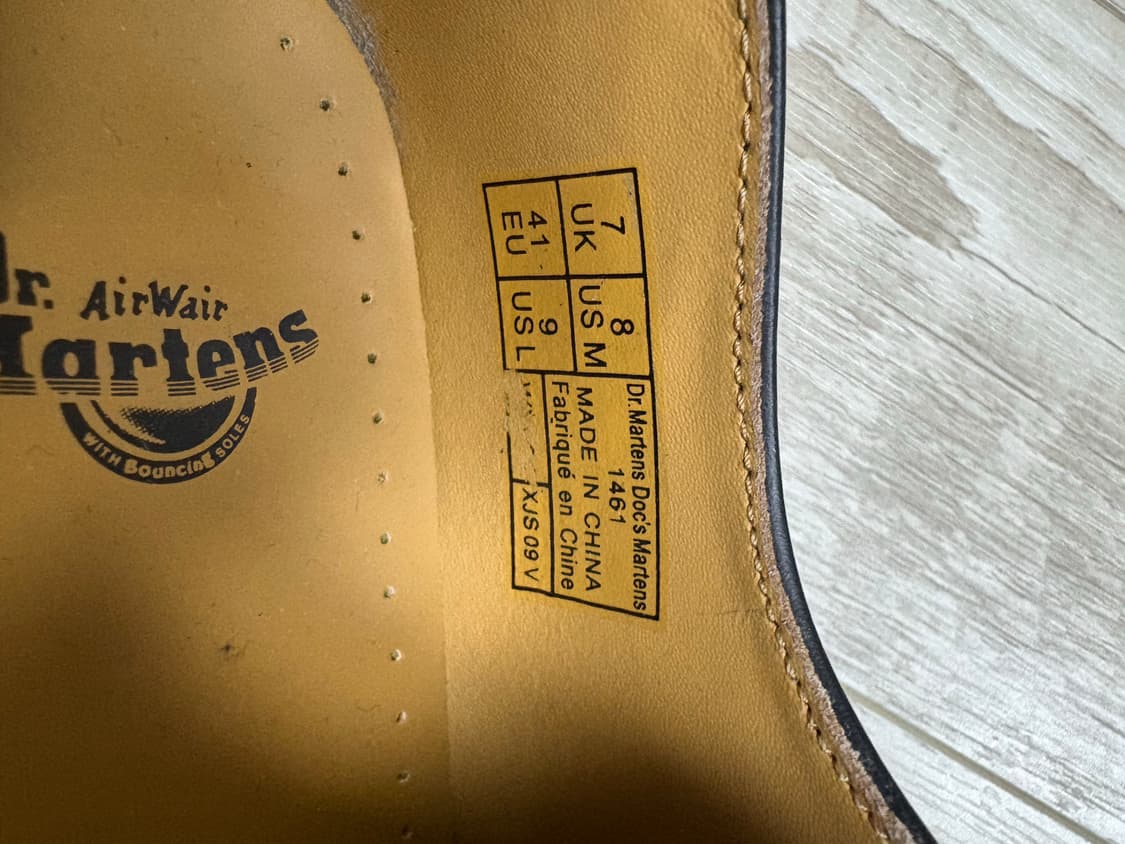 Dr. AirWair
Martens
WITH Bouncing SOLES
7
UK
8
US M
41
EU
9
US L
Dr.Martens Doc's Martens
1461
MADE IN CHINA
Fabriqué en Chine
XJS 09 V